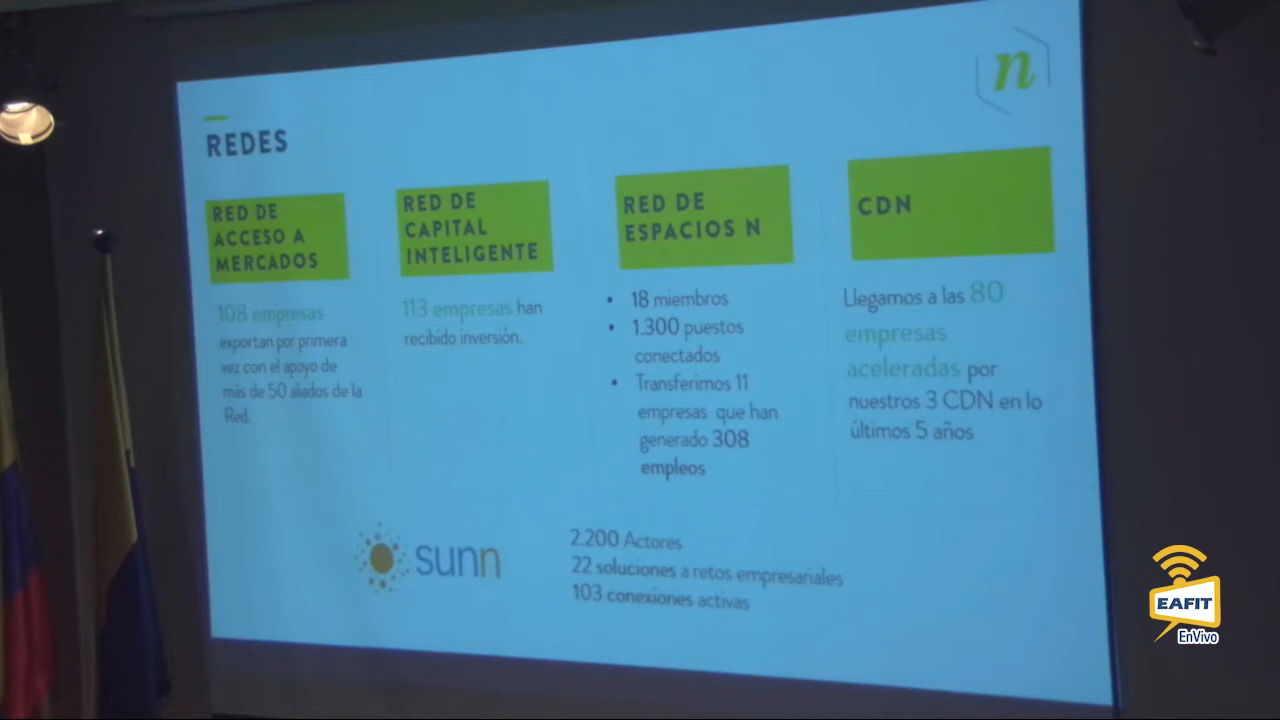 n
REDES
RED DE
ACCESO A
MERCADOS
108 empresas
exportan por primera
vez con el apoyo de
más de 50 aliados de la
Red.
RED DE
CAPITAL
INTELIGENTE
113 empresas han
recibido inversión.
RED DE
ESPACIOS N
• 18 miembros
• 1.300 puestos
conectados
• Transferimos 11
empresas que han
generado 308
empleos
CDN
Llegamos a las 80
empresas
aceleradas por
nuestros 3 CDN en lo
últimos 5 años
sunn
2.200 Actores
22 soluciones a retos empresariales
103 conexiones activas
EAFIT
EnVivo